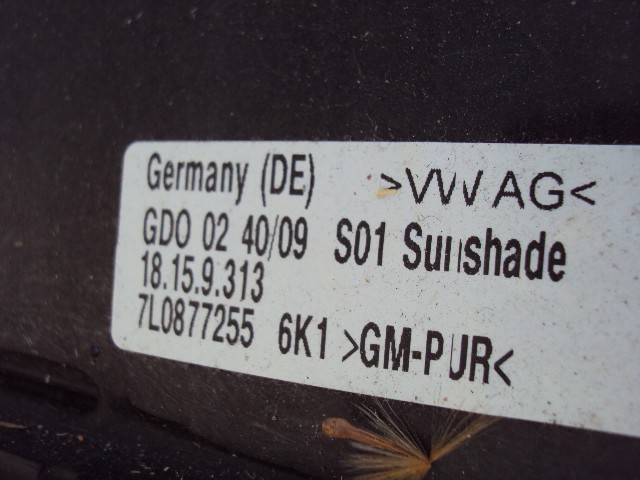 Germany (DE) >VW AG<
GDO 02 40/09 S01 Sunshade
18.15.9.313
7L0877255 6K1 >GM-PUR<